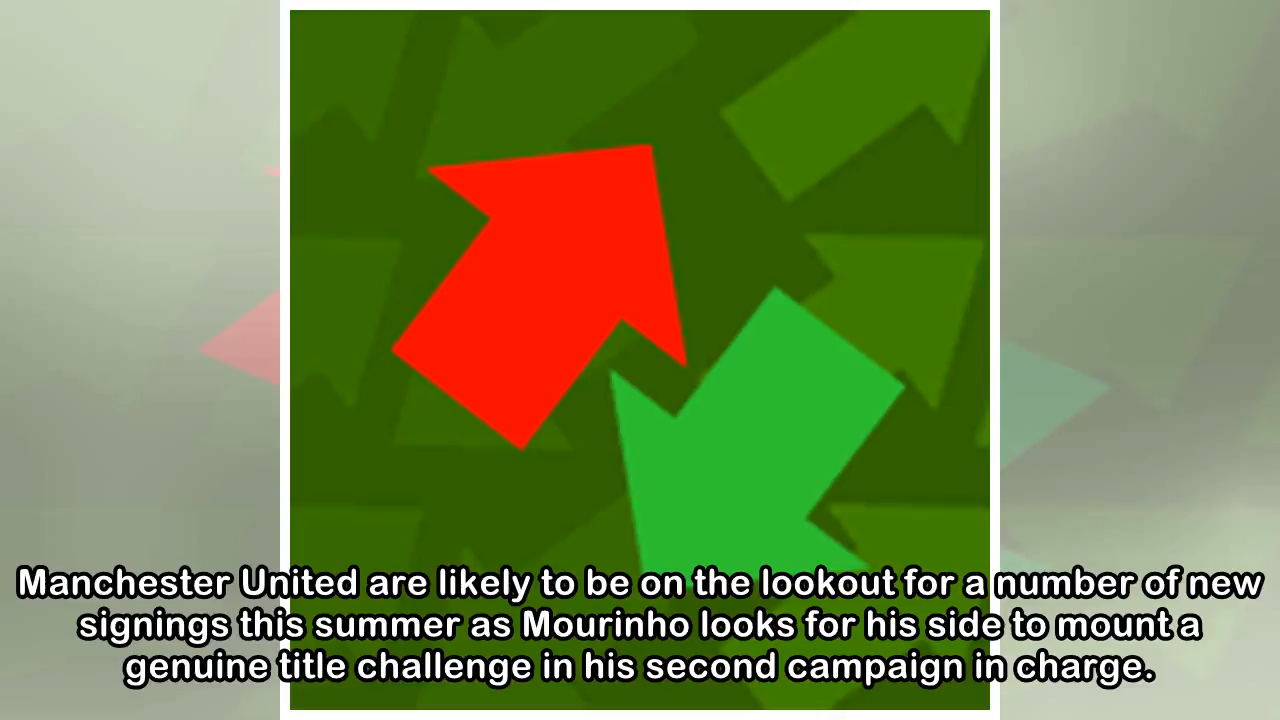 Manchester United are likely to be on the lookout for a number of new
signings this summer as Mourinho looks for his side to mount a
genuine title challenge in his second campaign in charge.